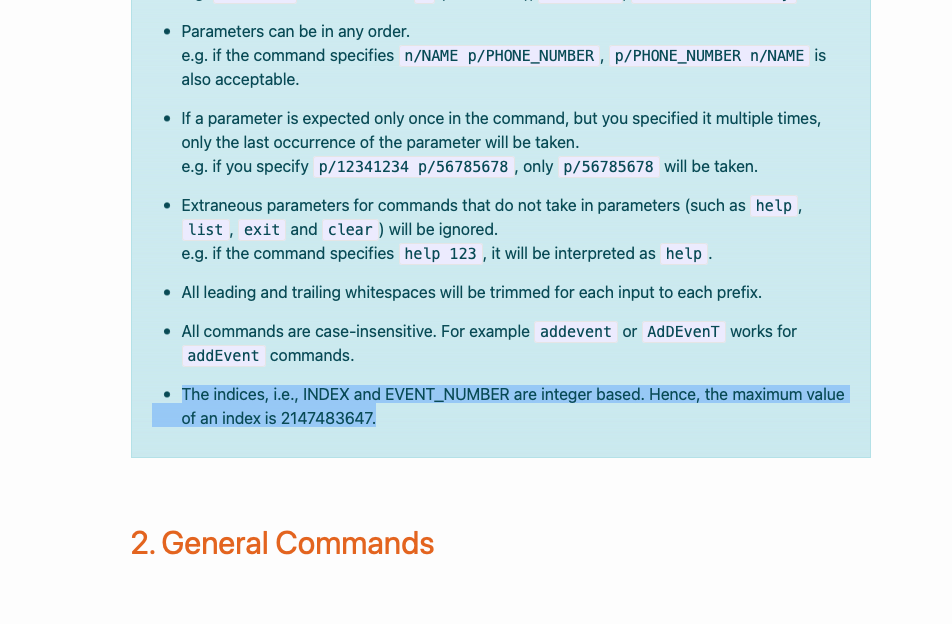 Parameters can be in any order.
e.g. if the command specifies n/NAME p/PHONE_NUMBER, p/PHONE_NUMBER n/NAME is
also acceptable.
If a parameter is expected only once in the command, but you specified it multiple times,
only the last occurrence of the parameter will be taken.
e.g. if you specify p/12341234 p/56785678, only p/56785678 will be taken.
Extraneous parameters for commands that do not take in parameters (such as help,
list, exit and clear) will be ignored.
e.g. if the command specifies help 123, it will be interpreted as help.
All leading and trailing whitespaces will be trimmed for each input to each prefix.
All commands are case-insensitive. For example addevent or AdDEvenT works for
addEvent commands.
The indices, i.e., INDEX and EVENT_NUMBER are integer based. Hence, the maximum value
of an index is 2147483647.
2. General Commands